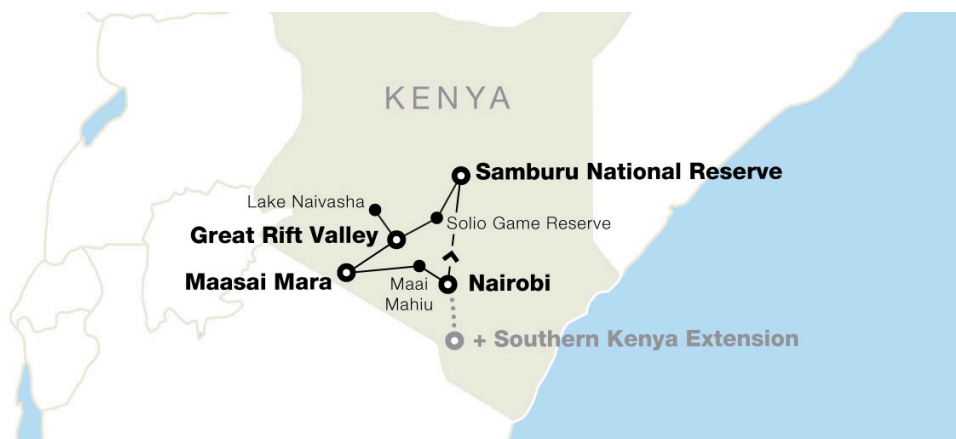 KENYA
Samburu National Reserve
Lake Naivasha
Solio Game Reserve
Great Rift Valley
Maasai Mara
Maai
Mahiu
Nairobi
+ Southern Kenya Extension